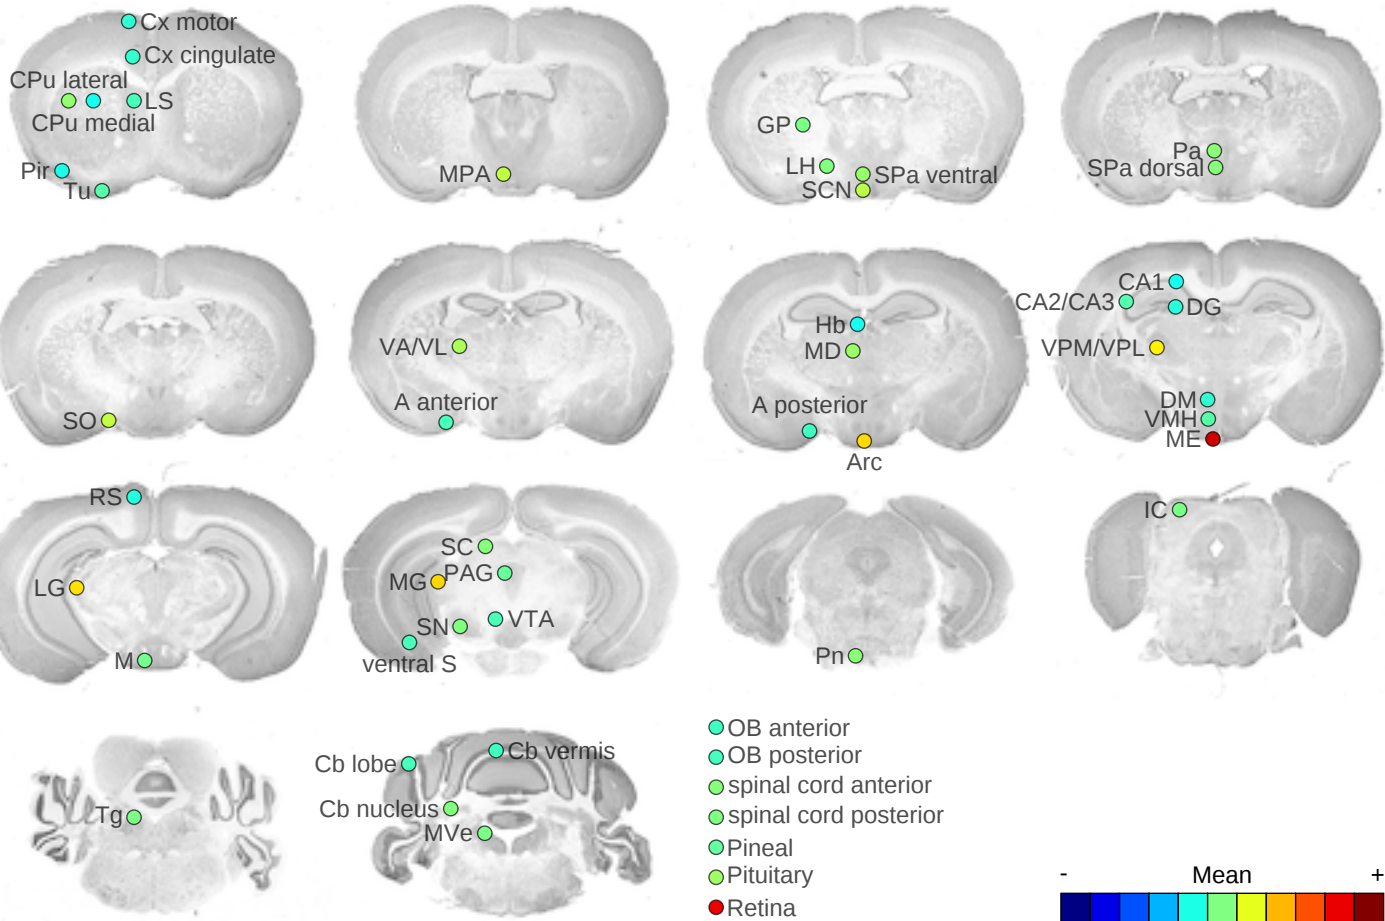 Cx motor
Cx cingulate
CPu lateral
LS
CPu medial
Pir
Tu
MPA
GP
LH
SPa ventral
SCN
Pa
SPa dorsal
SO
VA/VL
A anterior
Hb
MD
A posterior
Arc
CA1
CA2/CA3
DG
VPM/VPL
DM
VMH
ME
RS
LG
M
SC
PAG
MG
VTA
SN
ventral S
Pn
IC
Tg
Cb vermis
Cb lobe
Cb nucleus
MVe
OB anterior
OB posterior
spinal cord anterior
spinal cord posterior
Pineal
Pituitary
Retina
- Mean +